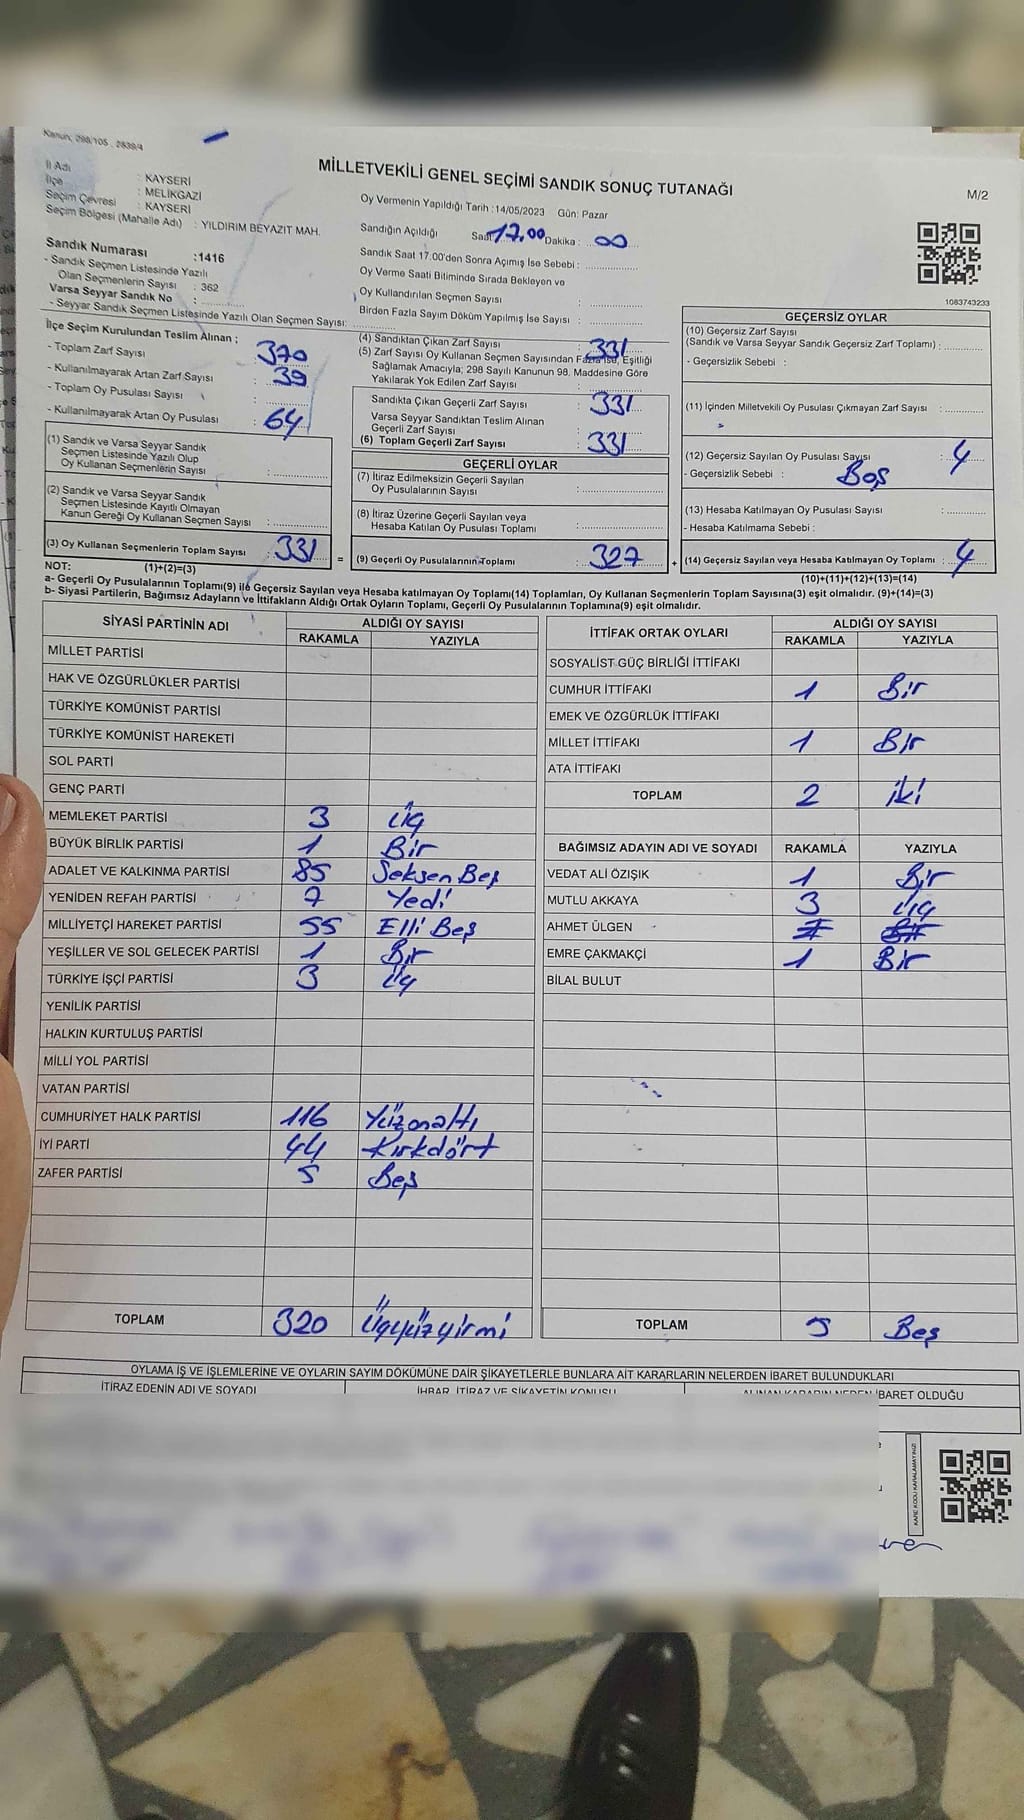 Kanun; 298/105 . 2839/4
MİLLETVEKİLİ GENEL SEÇİMİ SANDIK SONUÇ TUTANAĞI
M/2
İl Adı : KAYSERİ
İlçe : MELİKGAZİ
Seçim Çevresi : KAYSERİ
Seçim Bölgesi (Mahalle Adı) : YILDIRIM BEYAZIT MAH.
Sandık Numarası :1416
- Sandık Seçmen Listesinde Yazılı
Olan Seçmenlerin Sayısı : 362
Varsa Seyyar Sandık No : ............
- Seyyar Sandık Seçmen Listesinde Yazılı Olan Seçmen Sayısı: ............
Oy Vermenin Yapıldığı Tarih :14/05/2023 Gün: Pazar
Sandığın Açıldığı Saat 17.00 Dakika : 00
Sandık Saat 17.00'den Sonra Açımış İse Sebebi : ............
Oy Verme Saati Bitiminde Sırada Bekleyen ve
Oy Kullandırılan Seçmen Sayısı : ............
Birden Fazla Sayım Döküm Yapılmış İse Sayısı : ............
1083743233
İlçe Seçim Kurulundan Teslim Alınan ;
- Toplam Zarf Sayısı : 370
- Kullanılmayarak Artan Zarf Sayısı : 39
- Toplam Oy Pusulası Sayısı : ............
- Kullanılmayarak Artan Oy Pusulası : 64
(1) Sandık ve Varsa Seyyar Sandık
Seçmen Listesinde Yazılı Olup
Oy Kullanan Seçmenlerin Sayısı : ............
(2) Sandık ve Varsa Seyyar Sandık
Seçmen Listesinde Kayıtlı Olmayan
Kanun Gereği Oy Kullanan Seçmen Sayısı : ............
(3) Oy Kullanan Seçmenlerin Toplam Sayısı : 331 =
(4) Sandıktan Çıkan Zarf Sayısı : 331
(5) Zarf Sayısı Oy Kullanan Seçmen Sayısından Fazla ise, Eşitliği
Sağlamak Amacıyla; 298 Sayılı Kanunun 98. Maddesine Göre
Yakılarak Yok Edilen Zarf Sayısı : ............
Sandıkta Çıkan Geçerli Zarf Sayısı : 331
Varsa Seyyar Sandıktan Teslim Alınan
Geçerli Zarf Sayısı : ............
(6) Toplam Geçerli Zarf Sayısı : 331
GEÇERLİ OYLAR
(7) İtiraz Edilmeksizin Geçerli Sayılan
Oy Pusulalarının Sayısı : ............
(8) İtiraz Üzerine Geçerli Sayılan veya
Hesaba Katılan Oy Pusulası Toplamı : ............
(9) Geçerli Oy Pusulalarının Toplamı : 327 +
GEÇERSİZ OYLAR
(10) Geçersiz Zarf Sayısı
(Sandık ve Varsa Seyyar Sandık Geçersiz Zarf Toplamı) : ............
- Geçersizlik Sebebi :
(11) İçinden Milletvekili Oy Pusulası Çıkmayan Zarf Sayısı : ............
(12) Geçersiz Sayılan Oy Pusulası Sayısı : 4
- Geçersizlik Sebebi : Boş
(13) Hesaba Katılmayan Oy Pusulası Sayısı : ............
- Hesaba Katılmama Sebebi :
(14) Geçersiz Sayılan veya Hesaba Katılmayan Oy Toplamı : 4
NOT: (1)+(2)=(3) (10)+(11)+(12)+(13)=(14)
a- Geçerli Oy Pusulalarının Toplamı(9) ile Geçersiz Sayılan veya Hesaba katılmayan Oy Toplamı(14) Toplamları, Oy Kullanan Seçmenlerin Toplam Sayısına(3) eşit olmalıdır. (9)+(14)=(3)
b- Siyasi Partilerin, Bağımsız Adayların ve İttifakların Aldığı Ortak Oyların Toplamı, Geçerli Oy Pusulalarının Toplamına(9) eşit olmalıdır.
SİYASİ PARTİNİN ADI ALDIĞI OY SAYISI
RAKAMLA YAZIYLA
MİLLET PARTİSİ
HAK VE ÖZGÜRLÜKLER PARTİSİ
TÜRKİYE KOMÜNİST PARTİSİ
TÜRKİYE KOMÜNİST HAREKETİ
SOL PARTİ
GENÇ PARTİ
MEMLEKET PARTİSİ 3 Üç
BÜYÜK BİRLİK PARTİSİ 1 Bir
ADALET VE KALKINMA PARTİSİ 85 Seksen Beş
YENİDEN REFAH PARTİSİ 7 Yedi
MİLLİYETÇİ HAREKET PARTİSİ 55 Elli Beş
YEŞİLLER VE SOL GELECEK PARTİSİ 1 Bir
TÜRKİYE İŞÇİ PARTİSİ 3 Üç
YENİLİK PARTİSİ
HALKIN KURTULUŞ PARTİSİ
MİLLİ YOL PARTİSİ
VATAN PARTİSİ
CUMHURİYET HALK PARTİSİ 116 Yüzonaltı
İYİ PARTİ 44 Kırkdört
ZAFER PARTİSİ 5 Beş
TOPLAM 320 Üçyüzyirmi
İTTİFAK ORTAK OYLARI ALDIĞI OY SAYISI
RAKAMLA YAZIYLA
SOSYALİST GÜÇ BİRLİĞİ İTTİFAKI
CUMHUR İTTİFAKI 1 Bir
EMEK VE ÖZGÜRLÜK İTTİFAKI
MİLLET İTTİFAKI 1 Bir
ATA İTTİFAKI
TOPLAM 2 iki
BAĞIMSIZ ADAYIN ADI VE SOYADI RAKAMLA YAZIYLA
VEDAT ALİ ÖZIŞIK 1 Bir
MUTLU AKKAYA 3 Üç
AHMET ÜLGEN
EMRE ÇAKMAKÇİ 1 Bir
BİLAL BULUT
TOPLAM 5 Beş
OYLAMA İŞ VE İŞLEMLERİNE VE OYLARIN SAYIM DÖKÜMÜNE DAİR ŞİKAYETLERLE BUNLARA AİT KARARLARIN NELERDEN İBARET BULUNDUKLARI
İTİRAZ EDENİN ADI VE SOYADI İHBAR, İTİRAZ VE ŞİKAYETİN KONUSU ALINAN KARARIN NEDEN İBARET OLDUĞU
KARE KODU KARALAMAYINIZ!